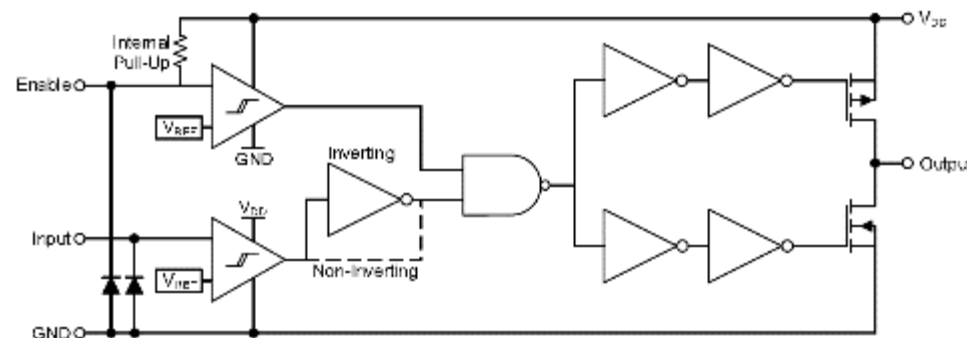 Internal
Pull-Up
VDD
Enable
VREF
GND
Inverting
Output
VDD
Input
Non-Inverting
VREF
GND